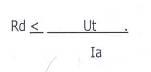 Rd < Ut .
Ia